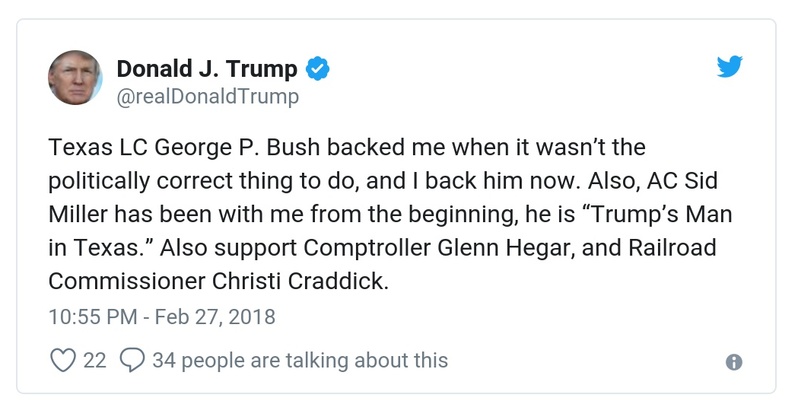 Donald J. Trump
@realDonaldTrump
Texas LC George P. Bush backed me when it wasn’t the
politically correct thing to do, and I back him now. Also, AC Sid
Miller has been with me from the beginning, he is “Trump’s Man
in Texas.” Also support Comptroller Glenn Hegar, and Railroad
Commissioner Christi Craddick.
10:55 PM - Feb 27, 2018
22 34 people are talking about this